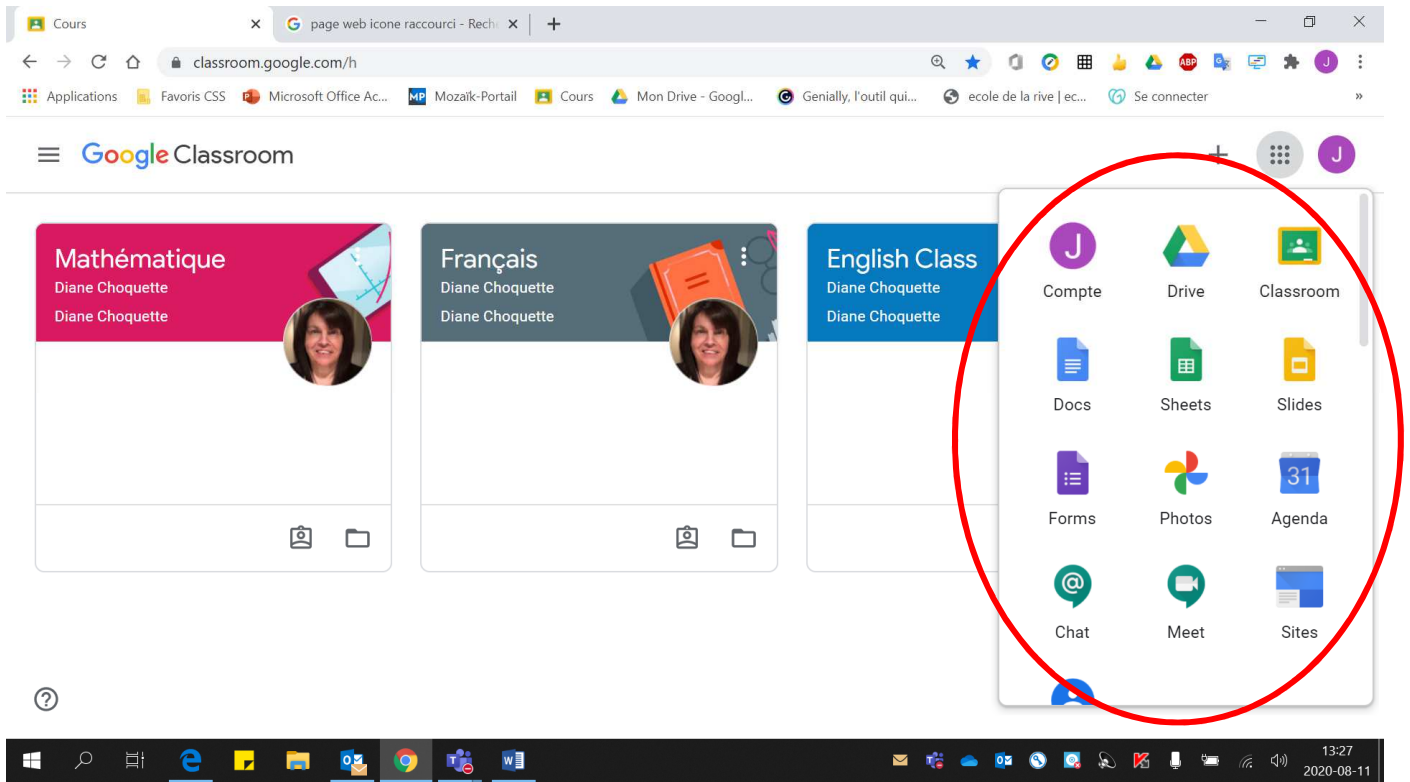 Cours
page web icone raccourci - Rech
classroom.google.com/h
ABP
J
Applications
Favoris CSS
Microsoft Office Ac...
MP Mozaïk-Portail
Cours
Mon Drive - Googl...
Genially, l'outil qui...
ecole de la rive | ec...
Se connecter
»
Google Classroom
J
Mathématique
Diane Choquette
Diane Choquette
Français
Diane Choquette
Diane Choquette
English Class
Diane Choquette
Diane Choquette
J
Compte
Drive
Classroom
Docs
Sheets
Slides
Forms
Photos
31
Agenda
Chat
Meet
Sites
13:27
2020-08-11